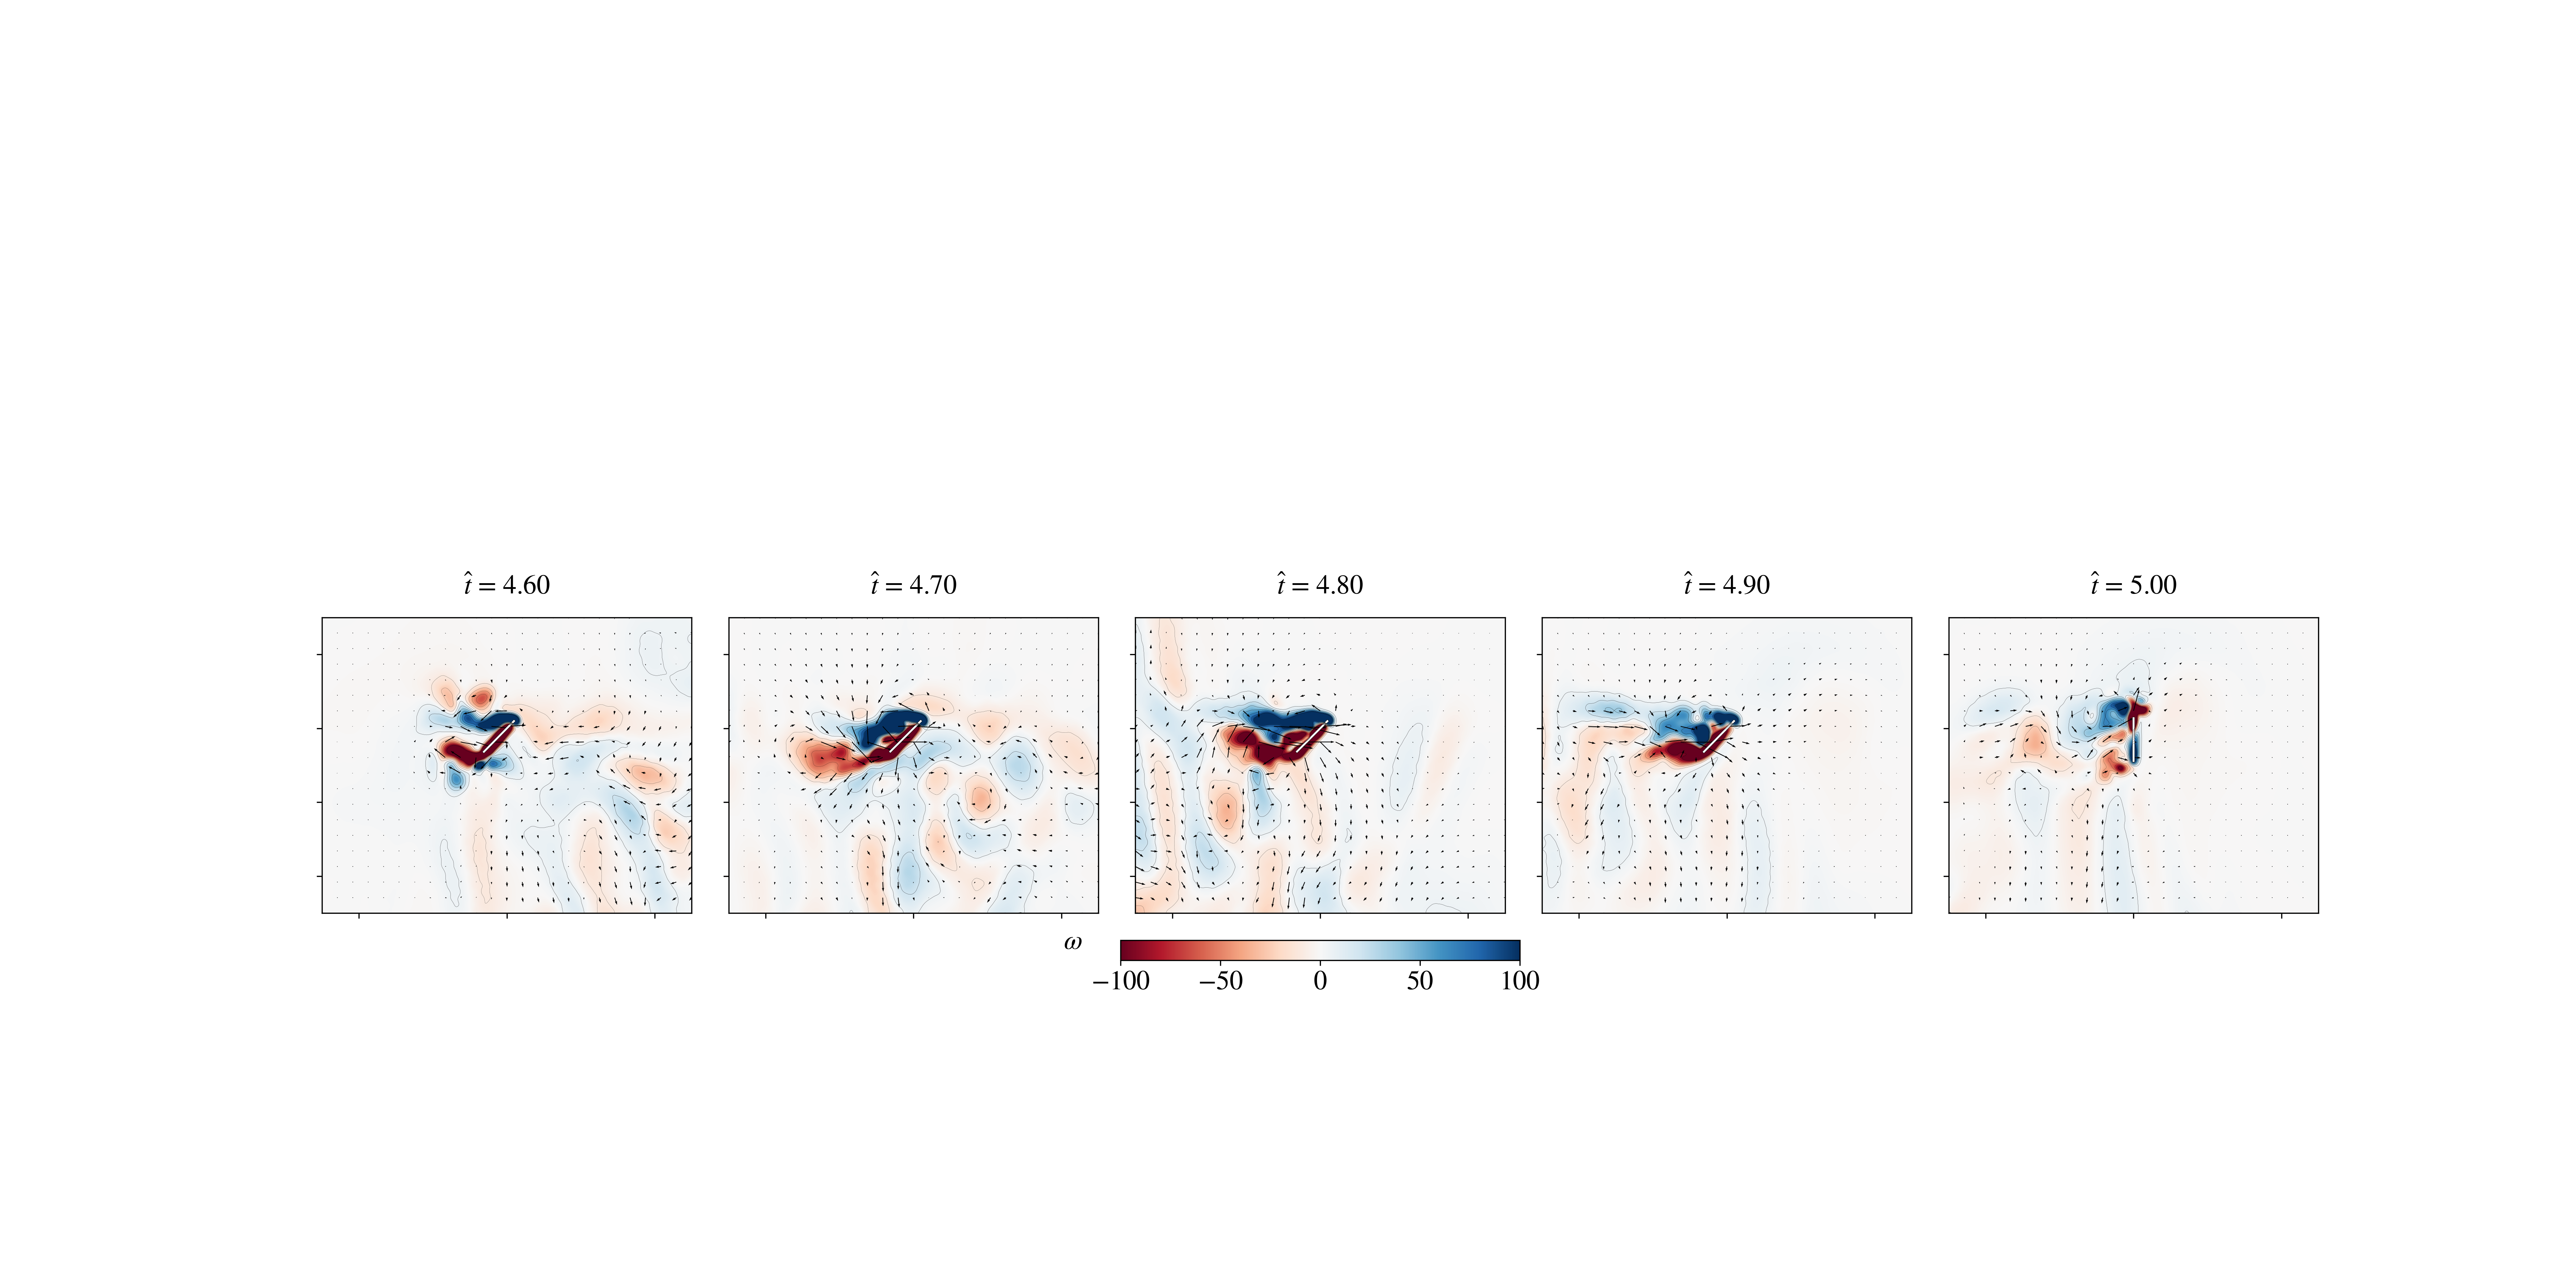 t̂ = 4.60 t̂ = 4.70 t̂ = 4.80 t̂ = 4.90 t̂ = 5.00
ω
−100 −50 0 50 100